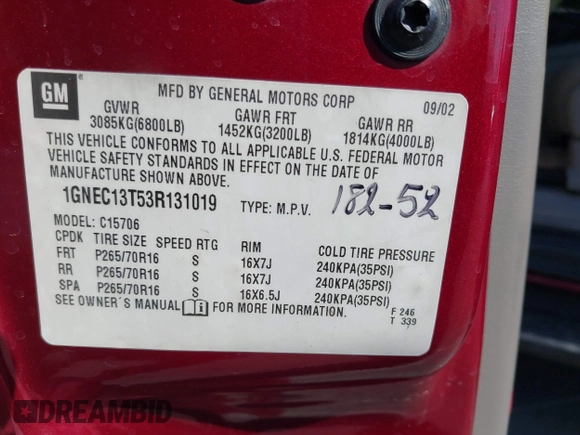 GM
MFD BY GENERAL MOTORS CORP 09/02
GVWR GAWR FRT GAWR RR
3085KG(6800LB) 1452KG(3200LB) 1814KG(4000LB)
THIS VEHICLE CONFORMS TO ALL APPLICABLE U.S. FEDERAL MOTOR
VEHICLE SAFETY STANDARDS IN EFFECT ON THE DATE OF
MANUFACTURE SHOWN ABOVE.
1GNEC13T53R131019 TYPE: M.P.V. 182-52
MODEL: C15706
CPDK TIRE SIZE SPEED RTG RIM COLD TIRE PRESSURE
FRT P265/70R16 S 16X7J 240KPA(35PSI)
RR P265/70R16 S 16X7J 240KPA(35PSI)
SPA P265/70R16 S 16X6.5J 240KPA(35PSI)
SEE OWNER´S MANUAL FOR MORE INFORMATION.
F 246
T 339
DREAMBID